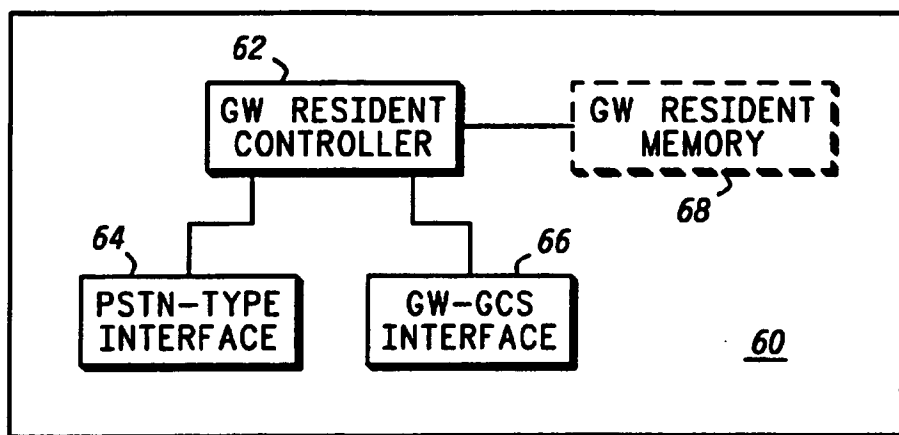 62
GW RESIDENT
CONTROLLER
GW RESIDENT
MEMORY
68
64
PSTN-TYPE
INTERFACE
66
GW-GCS
INTERFACE
60